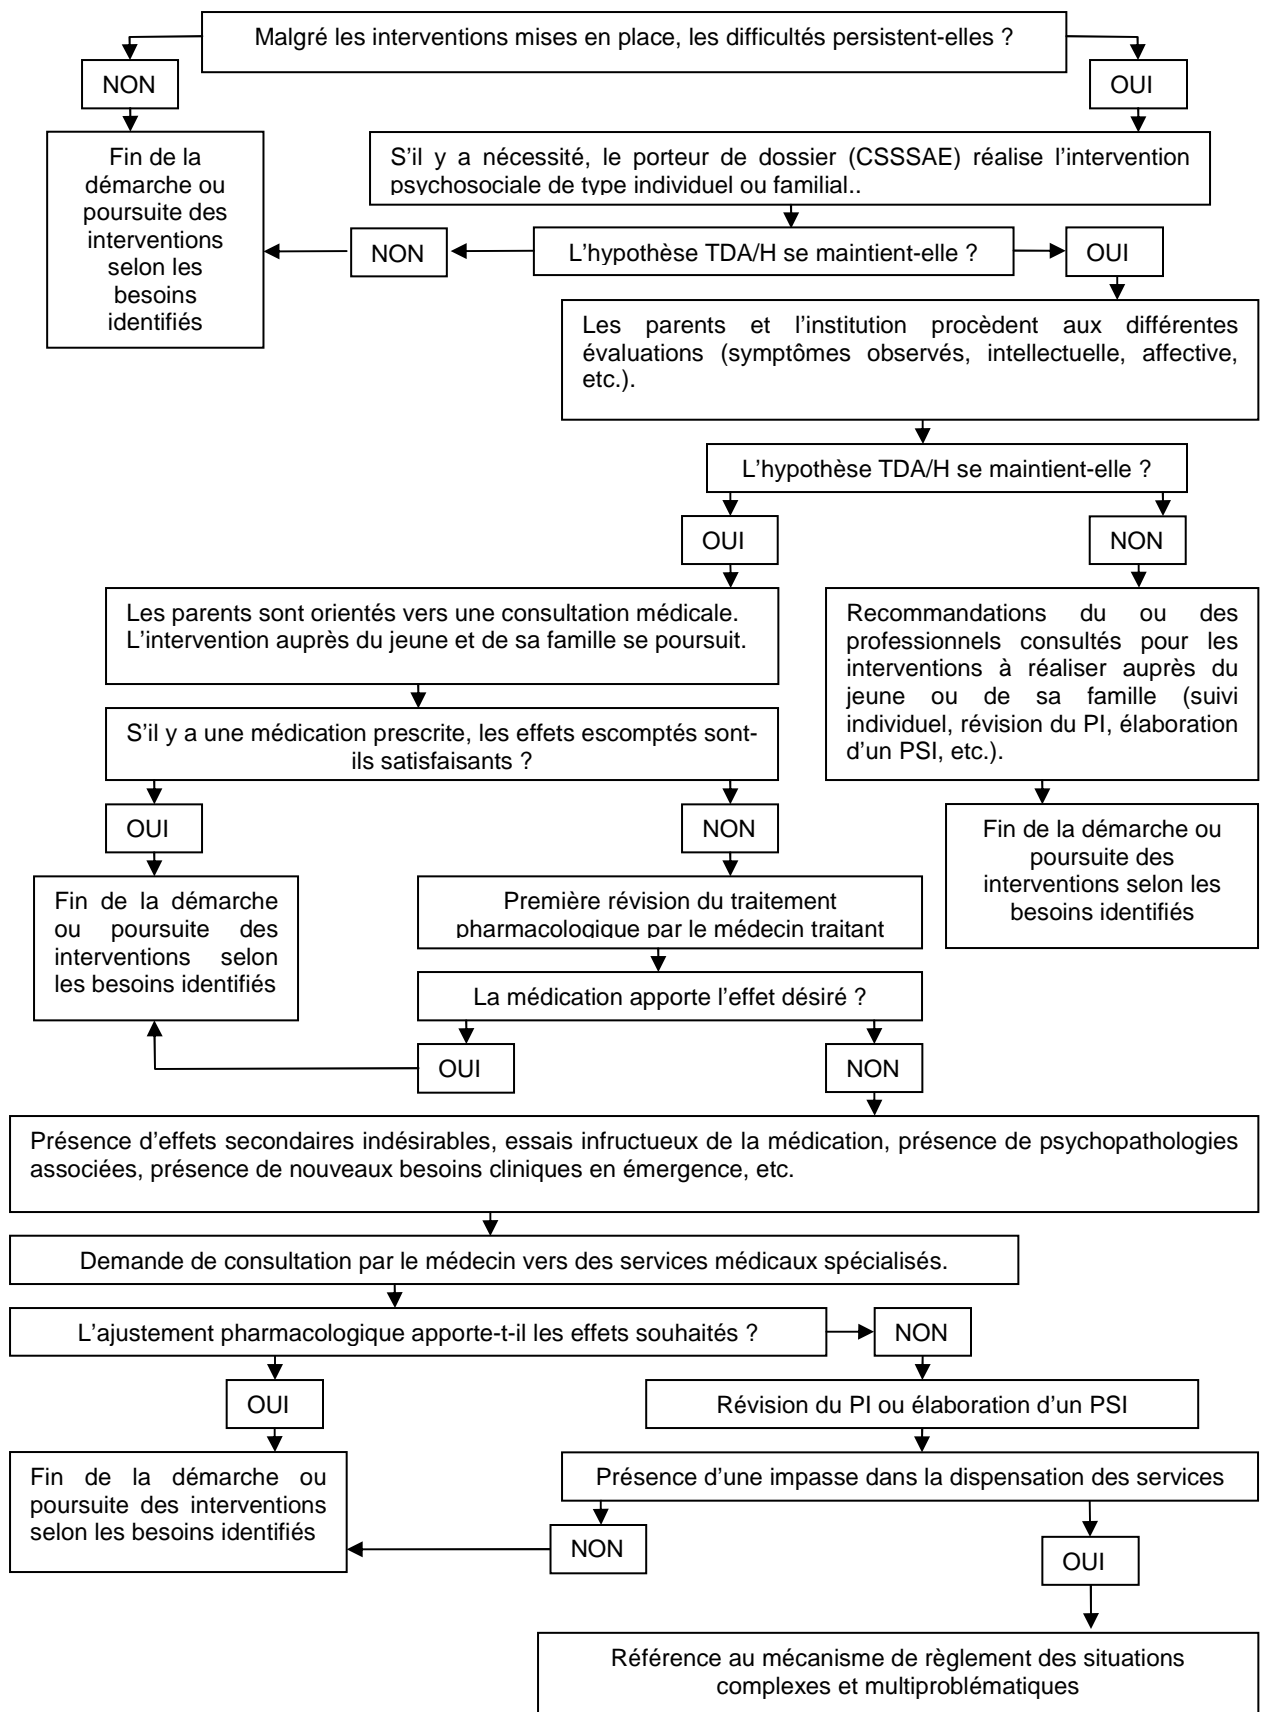 Malgré les interventions mises en place, les difficultés persistent-elles ?
NON
OUI
Fin de la
démarche ou
poursuite des
interventions
selon les
besoins
identifiés
S'il y a nécessité, le porteur de dossier (CSSSAE) réalise l'intervention
psychosociale de type individuel ou familial..
NON
L'hypothèse TDA/H se maintient-elle ?
OUI
Les parents et l'institution procèdent aux différentes
évaluations (symptômes observés, intellectuelle, affective,
etc.).
L'hypothèse TDA/H se maintient-elle ?
OUI
NON
Les parents sont orientés vers une consultation médicale.
L'intervention auprès du jeune et de sa famille se poursuit.
Recommandations du ou des
professionnels consultés pour les
interventions à réaliser auprès du
jeune ou de sa famille (suivi
individuel, révision du PI, élaboration
d'un PSI, etc.).
S'il y a une médication prescrite, les effets escomptés sont-
ils satisfaisants ?
OUI
NON
Fin de la démarche ou
poursuite des
interventions selon les
besoins identifiés
Fin de la démarche
ou poursuite des
interventions selon
les besoins identifiés
Première révision du traitement
pharmacologique par le médecin traitant
La médication apporte l'effet désiré ?
OUI
NON
Présence d'effets secondaires indésirables, essais infructueux de la médication, présence de psychopathologies
associées, présence de nouveaux besoins cliniques en émergence, etc.
Demande de consultation par le médecin vers des services médicaux spécialisés.
L'ajustement pharmacologique apporte-t-il les effets souhaités ?
NON
OUI
Révision du PI ou élaboration d'un PSI
Fin de la démarche ou
poursuite des interventions
selon les besoins identifiés
Présence d'une impasse dans la dispensation des services
NON
OUI
Référence au mécanisme de règlement des situations
complexes et multiproblématiques